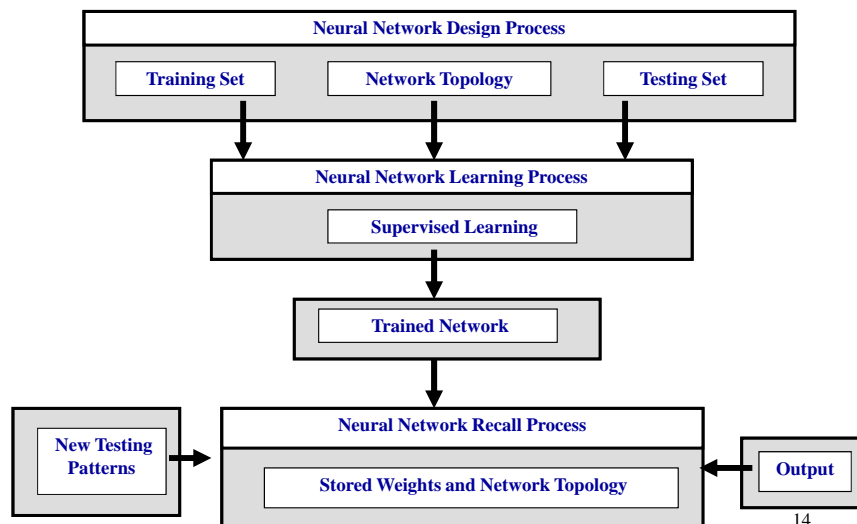 Neural Network Design Process
Training Set
Network Topology
Testing Set
Neural Network Learning Process
Supervised Learning
Trained Network
Neural Network Recall Process
New Testing
Patterns
Stored Weights and Network Topology
Output
14